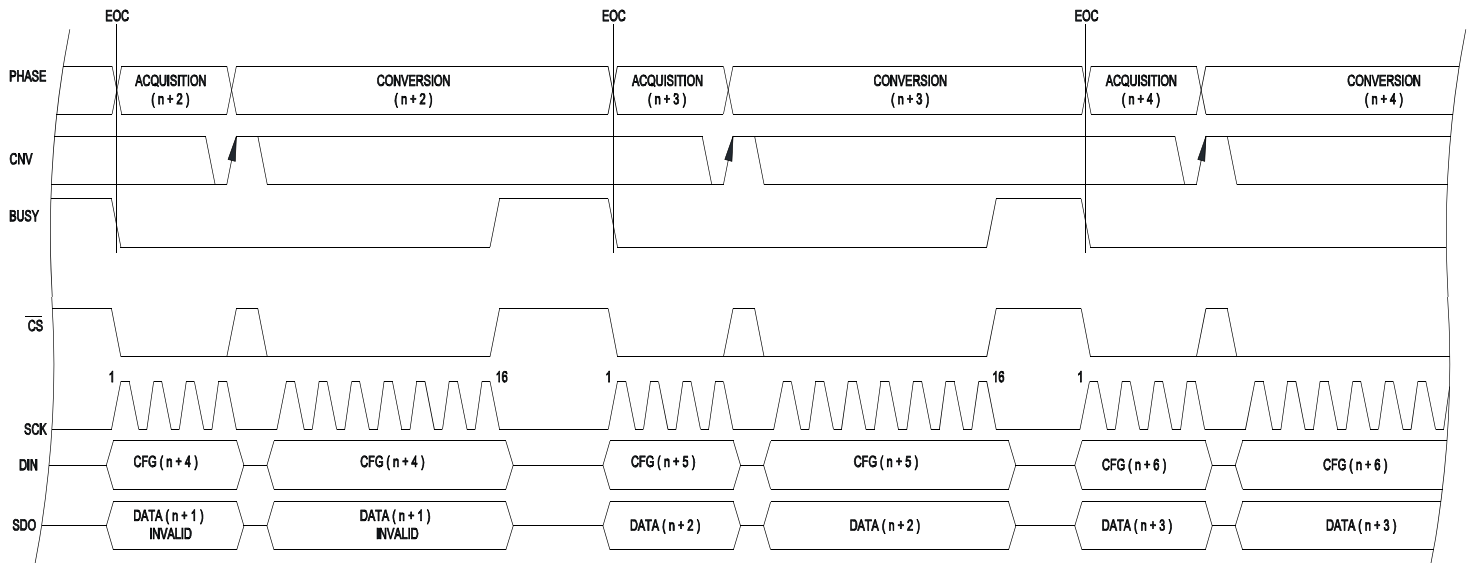 EOC EOC EOC
PHASE
ACQUISITION
( n + 2 )
CONVERSION
( n + 2 )
ACQUISITION
( n + 3 )
CONVERSION
( n + 3 )
ACQUISITION
( n + 4 )
CONVERSION
( n + 4 )
CNV
BUSY
CS
1 16 1 16 1
SCK
DIN CFG ( n + 4 ) CFG ( n + 4 ) CFG ( n + 5 ) CFG ( n + 5 ) CFG ( n + 6 ) CFG ( n + 6 )
SDO
DATA ( n + 1 )
INVALID
DATA ( n + 1 )
INVALID
DATA ( n + 2 ) DATA ( n + 2 ) DATA ( n + 3 ) DATA ( n + 3 )